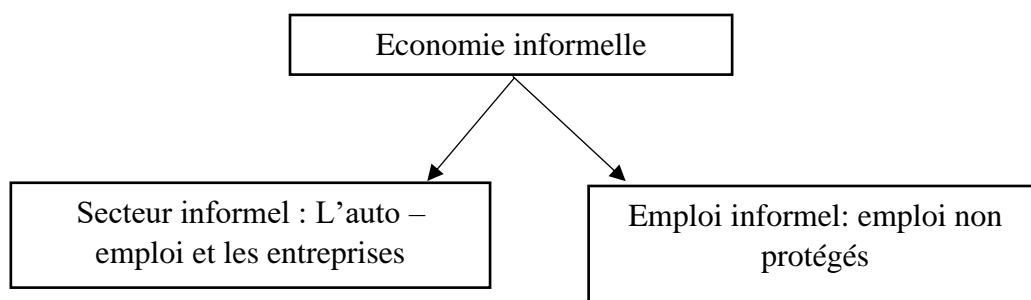 Economie informelle
Secteur informel : L’auto –
emploi et les entreprises
Emploi informel: emploi non
protégés